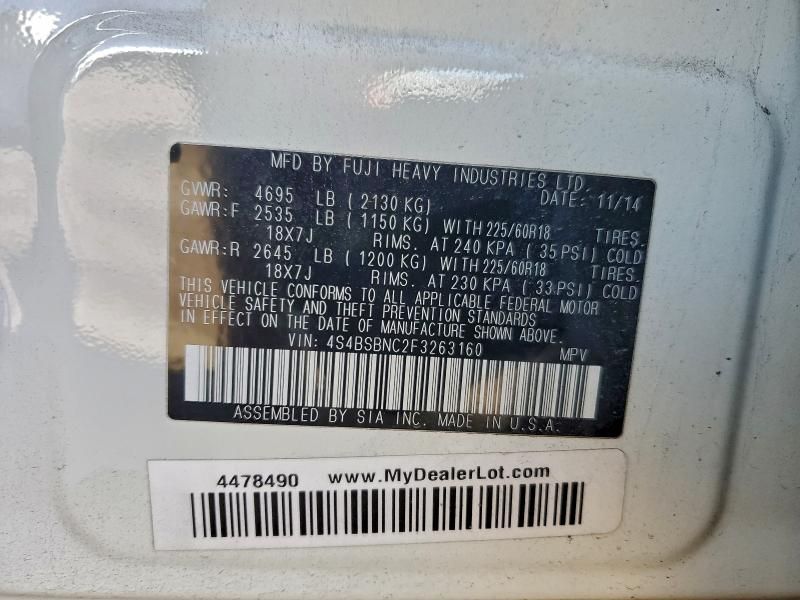 MFD BY FUJI HEAVY INDUSTRIES LTD.
GVWR: 4695 LB ( 2130 KG) DATE: 11/14
GAWR:F 2535 LB ( 1150 KG) WITH 225/60R18 TIRES.
18X7J RIMS. AT 240 KPA ( 35 PSI) COLD
GAWR:R 2645 LB ( 1200 KG) WITH 225/60R18 TIRES.
18X7J RIMS. AT 230 KPA ( 33 PSI) COLD
THIS VEHICLE CONFORMS TO ALL APPLICABLE FEDERAL MOTOR
VEHICLE SAFETY AND THEFT PREVENTION STANDARDS
IN EFFECT ON THE DATE OF MANUFACTURE SHOWN ABOVE.
VIN: 4S4BSBNC2F3263160 MPV
ASSEMBLED BY SIA INC. MADE IN U.S.A.
4478490 www.MyDealerLot.com